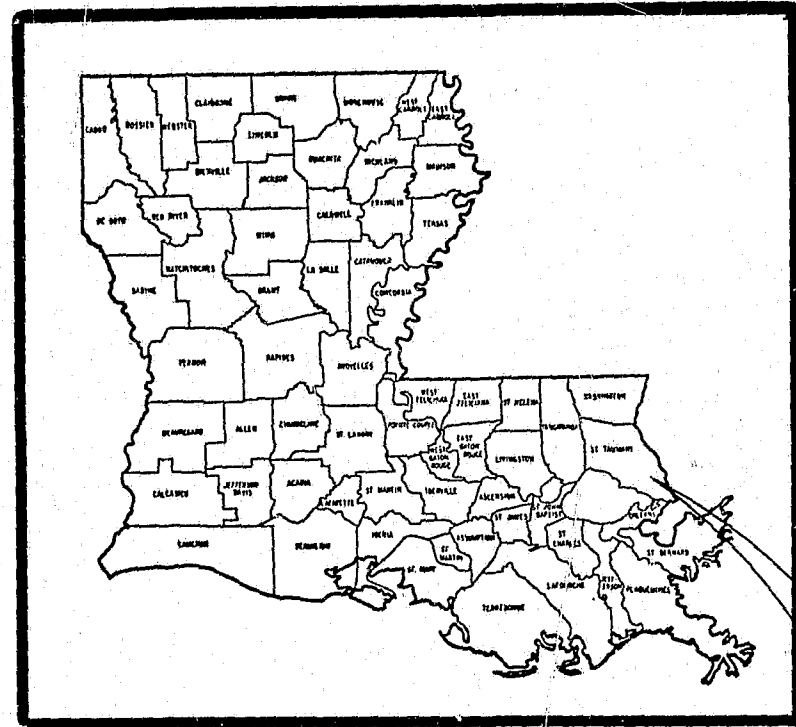 CLAIBORNE
UNION
MOREHOUSE
WEST
CARROLL
EAST
CARROLL
CADDO
BOSSIER
WEBSTER
LINCOLN
OUACHITA
RICHLAND
MADISON
BIENVILLE
JACKSON
FRANKLIN
DE SOTO
RED RIVER
CALDWELL
TENSAS
WINN
NATCHITOCHES
LA SALLE
CATAHOULA
SABINE
GRANT
CONCORDIA
VERNON
RAPIDES
AVOYELLES
WEST
FELICIANA
EAST
FELICIANA
ST HELENA
TANGIPAHOA
WASHINGTON
BEAUREGARD
ALLEN
EVANGELINE
ST. LANDRY
POINTE COUPEE
WEST
BATON
ROUGE
EAST
BATON
ROUGE
LIVINGSTON
ST TAMMANY
CALCASIEU
JEFFERSON
DAVIS
ACADIA
LAFAYETTE
ST MARTIN
IBERVILLE
ASCENSION
ST JAMES
ST JOHN
BAPTIST
ORLEANS
CAMERON
VERMILION
IBERIA
ST
MARTIN
ASSUMPTION
ST
CHARLES
ST BERNARD
ST. MARY
TERREBONNE
LAFOURCHE
JEFF
ERSON
PLAQUEMINES